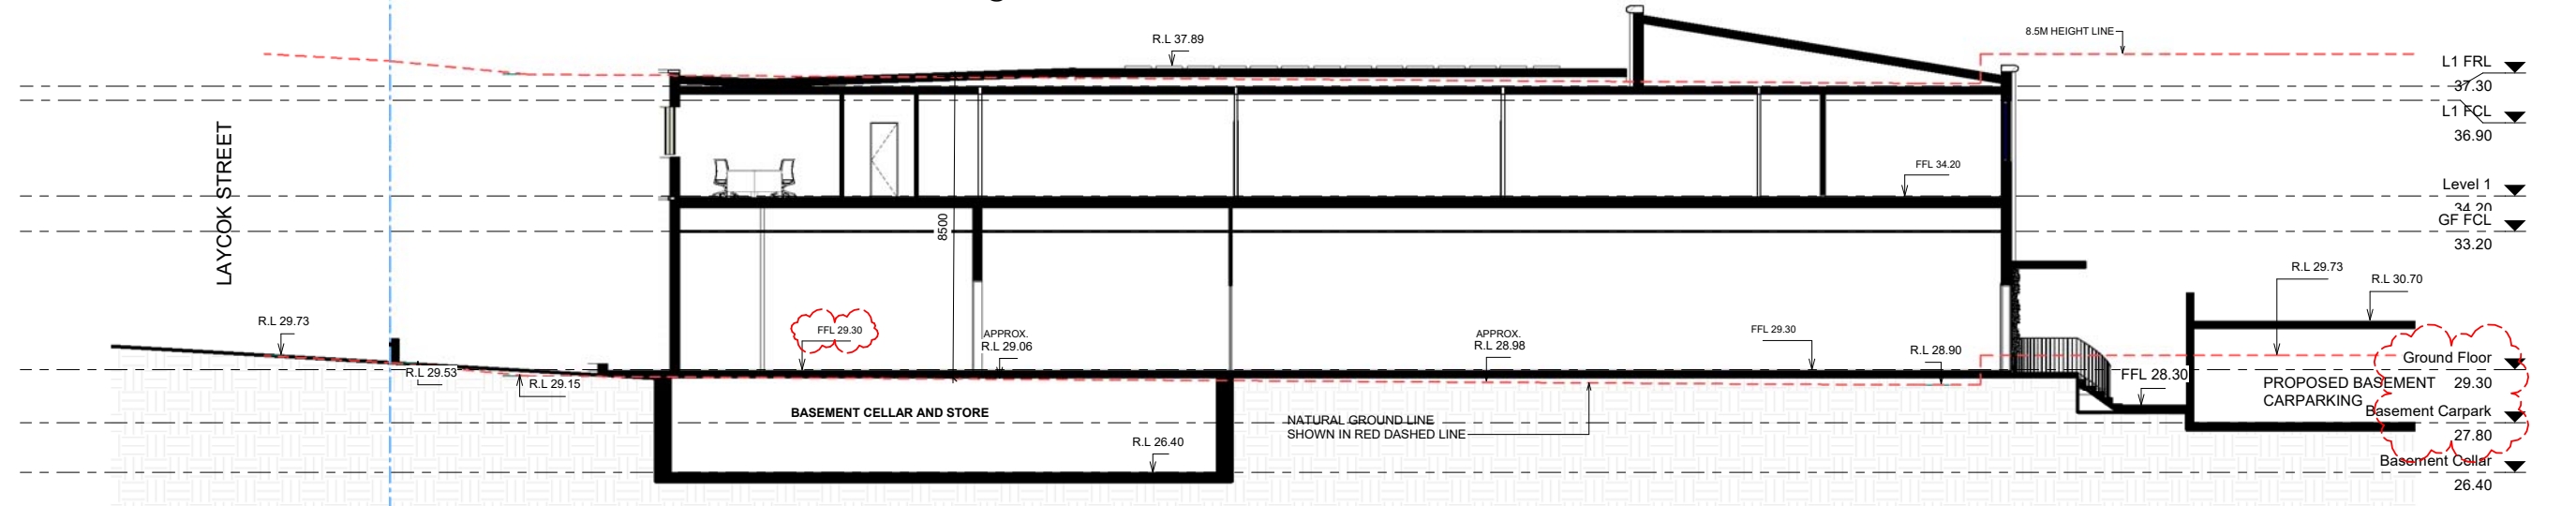 R.L 37.89
8.5M HEIGHT LINE
L1 FRL
37.30
L1 FCL
36.90
LAYCOCK STREET
FFL 34.20
Level 1
34.20
GF FCL
33.20
8500
R.L 29.73
R.L 30.70
R.L 29.73
FFL 29.30
APPROX.
R.L 29.06
APPROX.
R.L 28.98
FFL 29.30
R.L 28.90
Ground Floor
29.30
R.L 29.53
R.L 29.15
FFL 28.30
PROPOSED BASEMENT
CARPARKING
BASEMENT CELLAR AND STORE
NATURAL GROUND LINE
SHOWN IN RED DASHED LINE
Basement Carpark
27.80
R.L 26.40
Basement Cellar
26.40